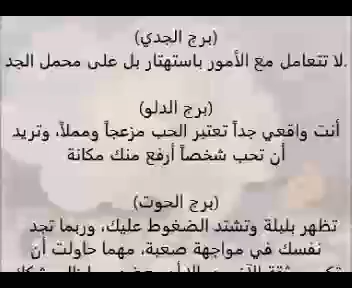 (برج الجدي)
لا تتعامل مع الأمور باستهتار بل على محمل الجد.
(برج الدلو)
أنت واقعي جداً تعتبر الحب مزعجاً ومملاً، وتريد
أن تحب شخصاً أرفع منك مكانة
(برج الحوت)
تظهر بلبلة وتشتد الضغوط عليك، وربما تجد
نفسك في مواجهة صعبة، مهما حاولت أن